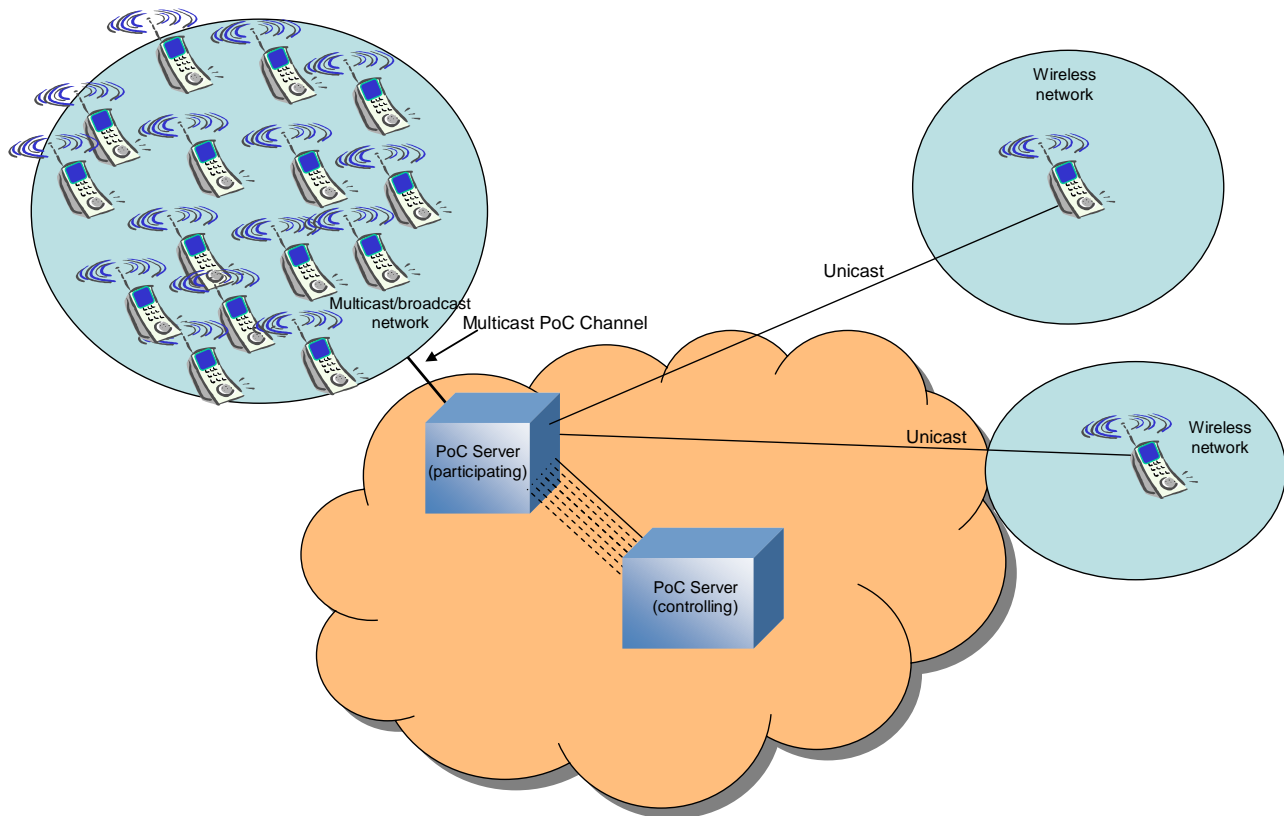 Wireless
network
Unicast
Multicast/broadcast
network
Multicast PoC Channel
Unicast
Wireless
network
PoC Server
(participating)
PoC Server
(controlling)